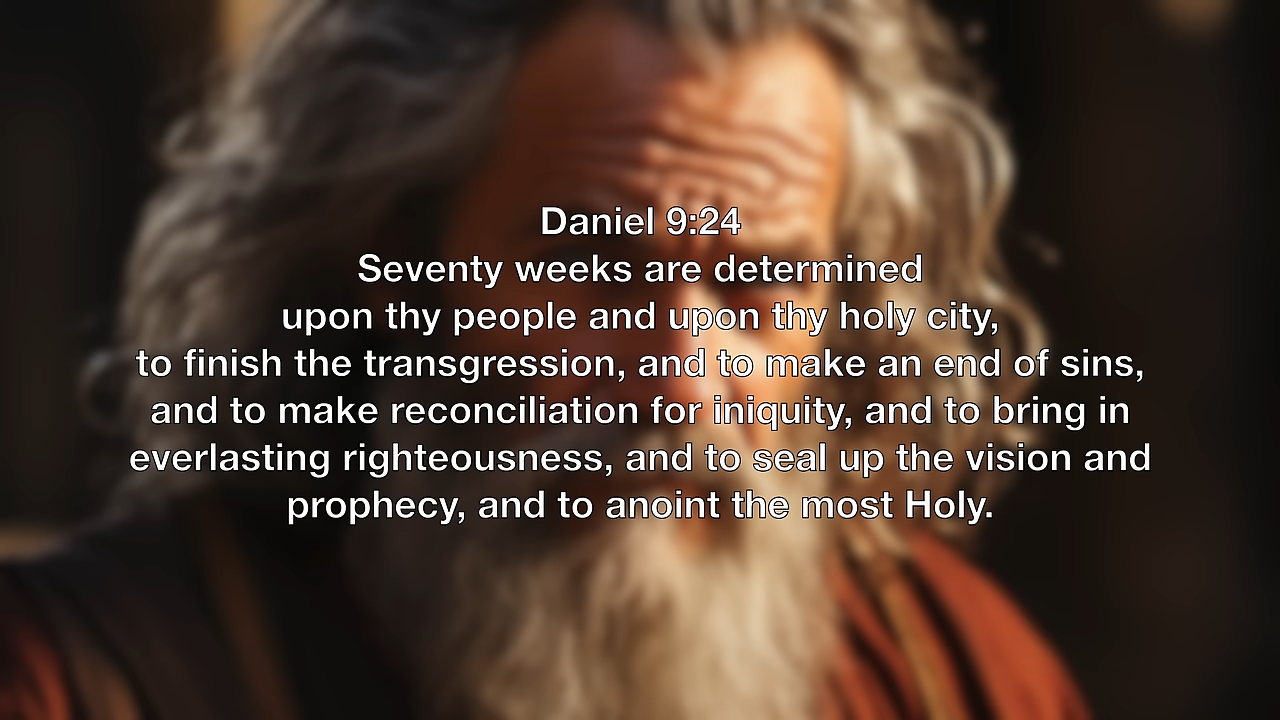 Daniel 9:24
Seventy weeks are determined
upon thy people and upon thy holy city,
to finish the transgression, and to make an end of sins,
and to make reconciliation for iniquity, and to bring in
everlasting righteousness, and to seal up the vision and
prophecy, and to anoint the most Holy.